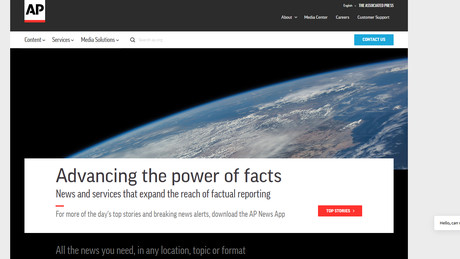 AP
English
THE ASSOCIATED PRESS
About
Media Center
Careers
Customer Support
Content
Services
Media Solutions
CONTACT US
Advancing the power of facts
News and services that expand the reach of factual reporting
For more of the day's top stories and breaking news alerts, download the AP News App
TOP STORIES
All the news you need, in any location, topic or format
Hello, can